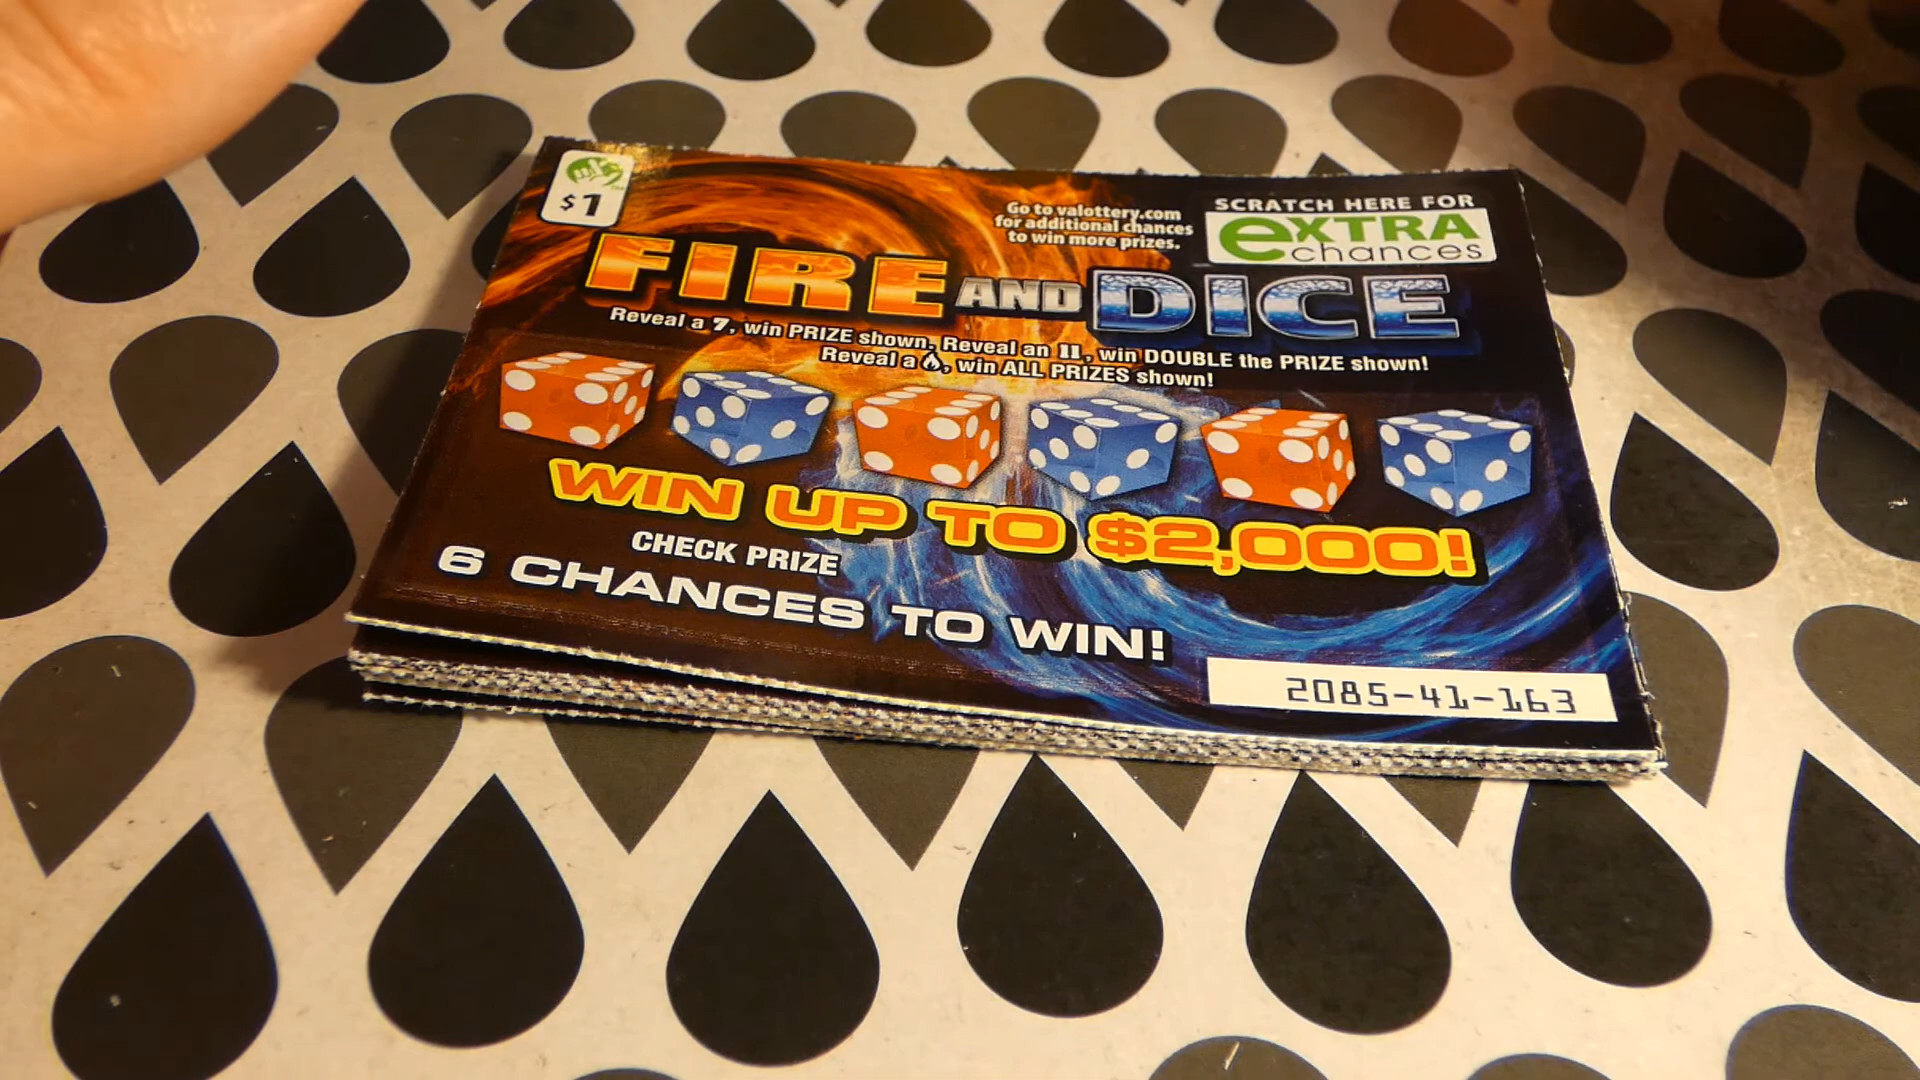 $1
Go to valottery.com
for additional chances
to win more prizes.
SCRATCH HERE FOR
eXTRA
chances
FIRE AND DICE
Reveal a 7, win PRIZE shown. Reveal an 11, win DOUBLE the PRIZE shown!
Reveal a , win ALL PRIZES shown!
WIN UP TO $2,000!
CHECK PRIZE
6 CHANCES TO WIN!
2085-41-163